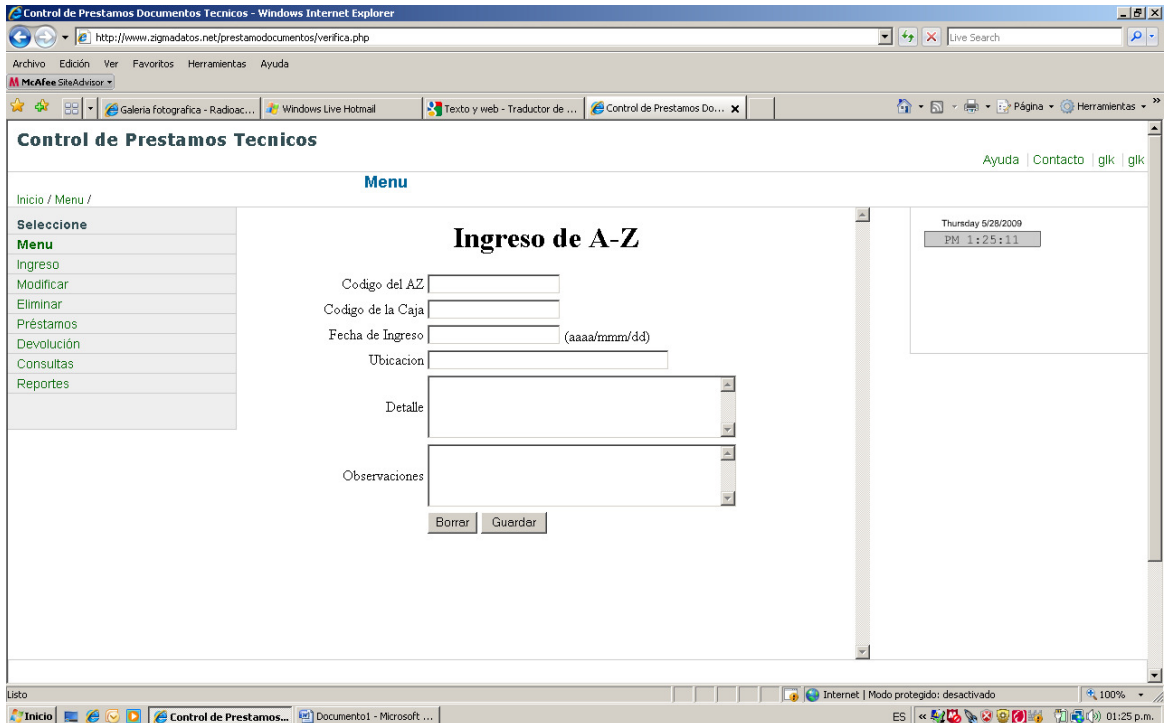 Control de Prestamos Documentos Tecnicos - Windows Internet Explorer
http://www.zigmadatos.net/prestamodocumentos/verifica.php
Live Search
Archivo Edición Ver Favoritos Herramientas Ayuda
McAfee SiteAdvisor
Galeria fotografica - Radioac... Windows Live Hotmail Texto y web - Traductor de ... Control de Prestamos Do... Página Herramientas
Control de Prestamos Tecnicos
Ayuda | Contacto | glk | glk
Menu
Inicio / Menu /
Seleccione
Menu
Ingreso
Modificar
Eliminar
Préstamos
Devolución
Consultas
Reportes
Ingreso de A-Z
Codigo del AZ
Codigo de la Caja
Fecha de Ingreso (aaaa/mmm/dd)
Ubicacion
Detalle
Observaciones
Borrar Guardar
Thursday 5/28/2009
PM 1:25:11
Listo Internet | Modo protegido: desactivado 100%
Inicio Control de Prestamos... Documento1 - Microsoft ... ES 01:25 p.m.